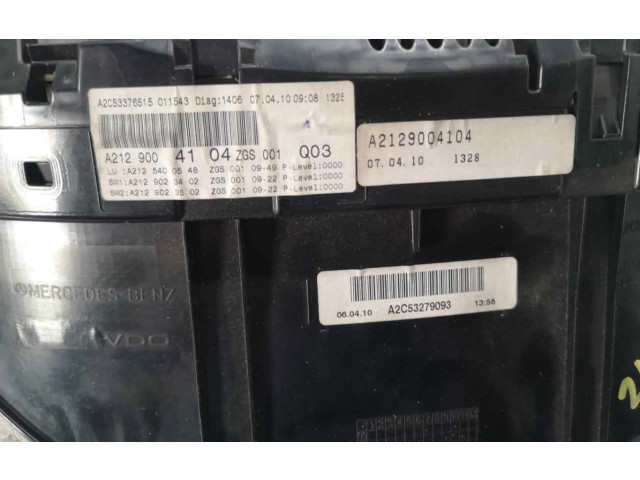 A2C53376515 011543 Diag:1406 07.04.10 09:08 1328
A212 900 41 04 ZGS 001 Q03
LU :A212 540 05 48 ZGS 001 09-49 P-Level:0000
SW1:A212 902 34 02 ZGS 001 09-22 P-Level:0000
SW2:A212 902 35 02 ZGS 001 09-22 P-Level:0000
A2129004104
07.04.10 1328
06.04.10 A2C53279093 13:56
MERCEDES-BENZ
VDO